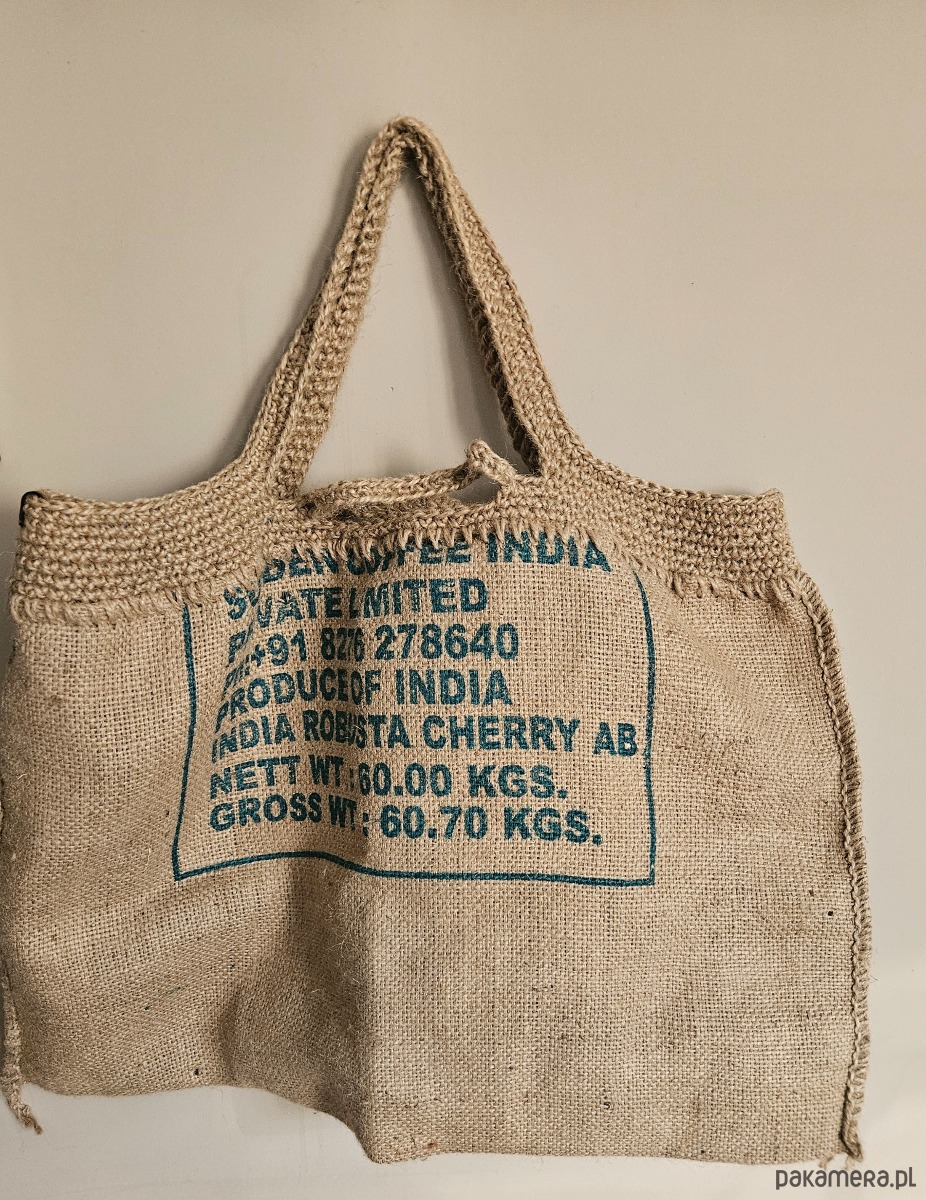 COFFEE INDIA
LIMITED
+91 8276 278640
PRODUCE OF INDIA
INDIA ROBUSTA CHERRY AB
NETT WT : 60.00 KGS.
GROSS WT : 60.70 KGS.
pakamera.pl